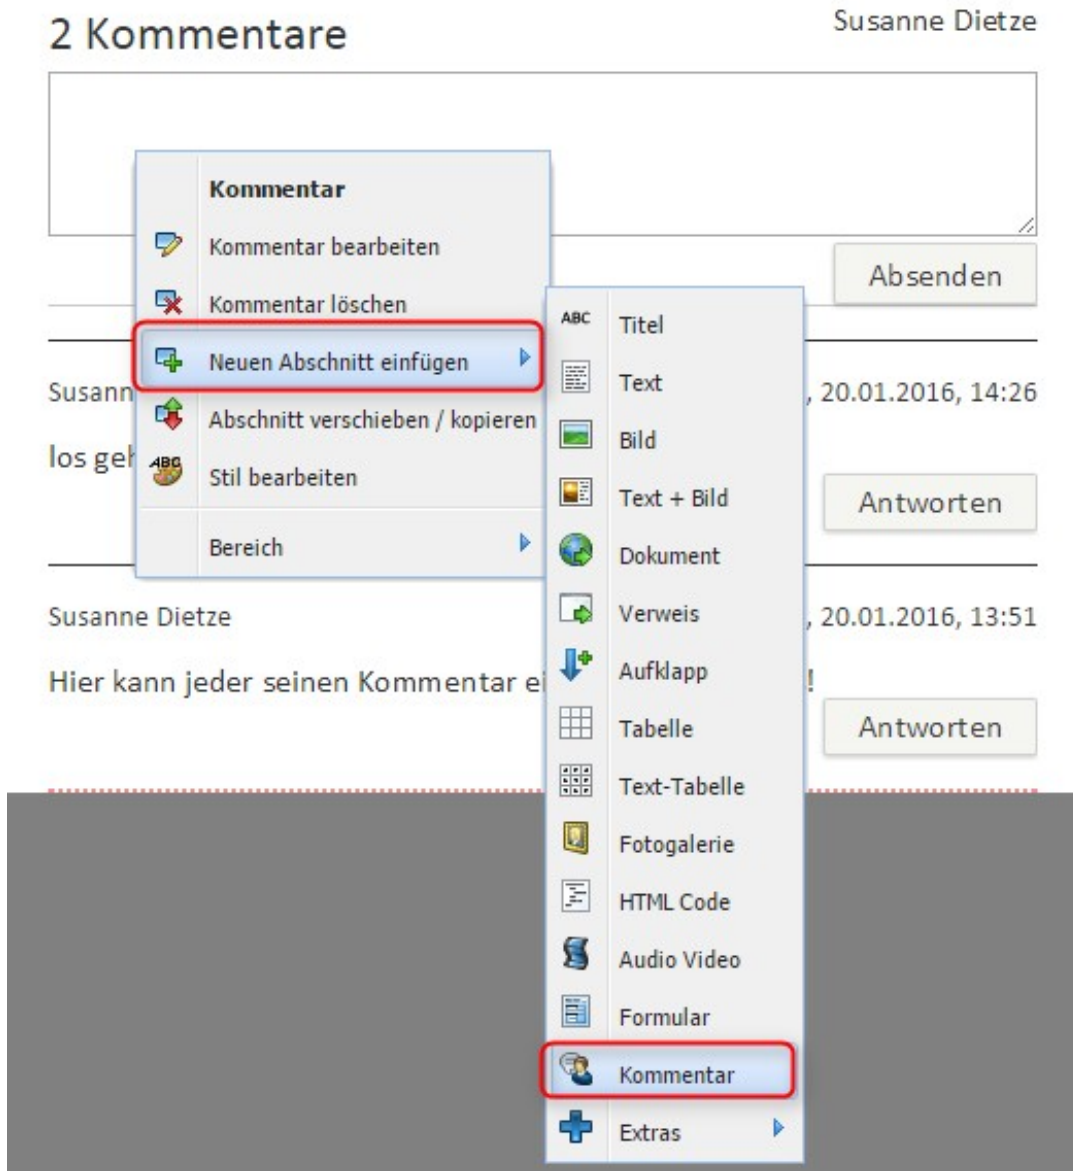 2 Kommentare
Susanne Dietze
Kommentar
Kommentar bearbeiten
Kommentar löschen
Neuen Abschnitt einfügen
Abschnitt verschieben / kopieren
ABC
Stil bearbeiten
Bereich
Absenden
ABC
Titel
Text
Bild
Text + Bild
Dokument
Verweis
Aufklapp
Tabelle
Text-Tabelle
Fotogalerie
HTML Code
Audio Video
Formular
Kommentar
Extras
, 20.01.2016, 14:26
los
Antworten
Susanne Dietze
, 20.01.2016, 13:51
Hier kann jeder seinen Kommentar !
Antworten